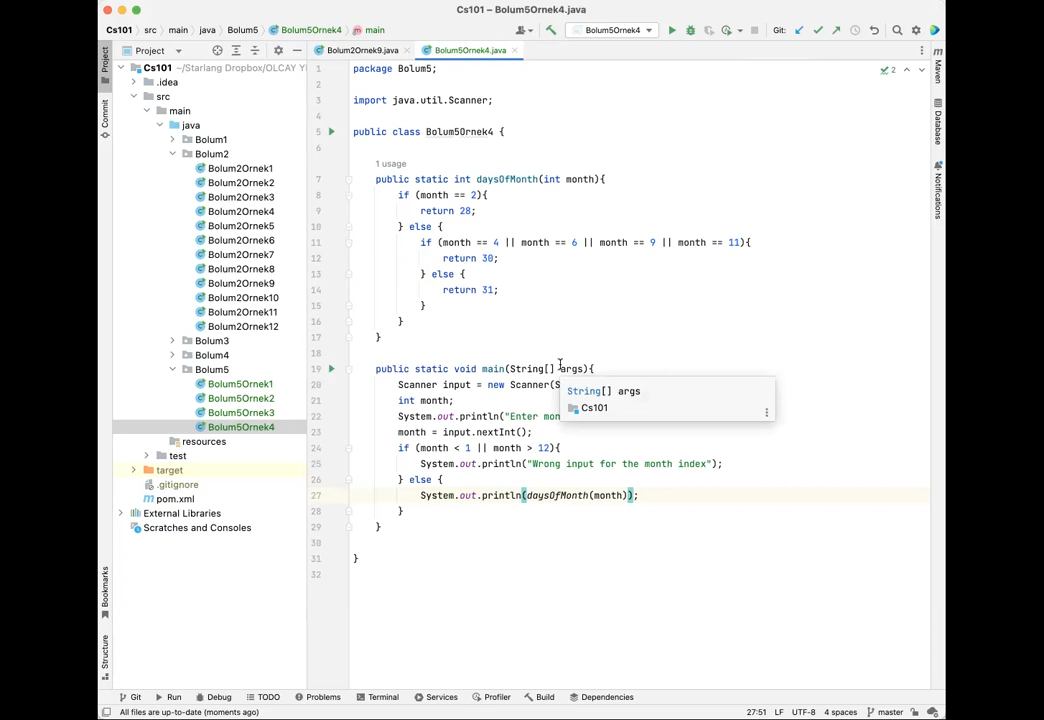 Bolum5Ornek4.java
Cs101 src main java Bolum5 Bolum5Ornek4 main
Bolum5Ornek4 Git:
Project Bolum2Ornek9.java Bolum5Ornek4.java
Cs101 ~/Starlang Dropbox/OLCAY YI
.idea
src
main
java
Bolum1
Bolum2
Bolum2Ornek1
Bolum2Ornek2
Bolum2Ornek3
Bolum2Ornek4
Bolum2Ornek5
Bolum2Ornek6
Bolum2Ornek7
Bolum2Ornek8
Bolum2Ornek9
Bolum2Ornek10
Bolum2Ornek11
Bolum2Ornek12
Bolum3
Bolum4
Bolum5
Bolum5Ornek1
Bolum5Ornek2
Bolum5Ornek3
Bolum5Ornek4
resources
test
target
.gitignore
pom.xml
External Libraries
Scratches and Consoles
Project
Commit
Bookmarks
Structure
1 package Bolum5;
2
3 import java.util.Scanner;
4
5 public class Bolum5Ornek4 {
6
1 usage
7 public static int daysOfMonth(int month){
8 if (month == 2){
9 return 28;
10 } else {
11 if (month == 4 || month == 6 || month == 9 || month == 11){
12 return 30;
13 } else {
14 return 31;
15 }
16 }
17 }
18
19 public static void main(String[] args){
20 Scanner input = new Scanner(S
21 int month;
22 System.out.println("Enter mon
23 month = input.nextInt();
24 if (month < 1 || month > 12){
25 System.out.println("Wrong input for the month index");
26 } else {
27 System.out.println(daysOfMonth(month));
28 }
29 }
30
31 }
32
String[] args
Cs101
2
Maven
Database
Notifications
Git Run Debug TODO Problems Terminal Services Profiler Build Dependencies
All files are up-to-date (moments ago) 27:51 LF UTF-8 4 spaces master